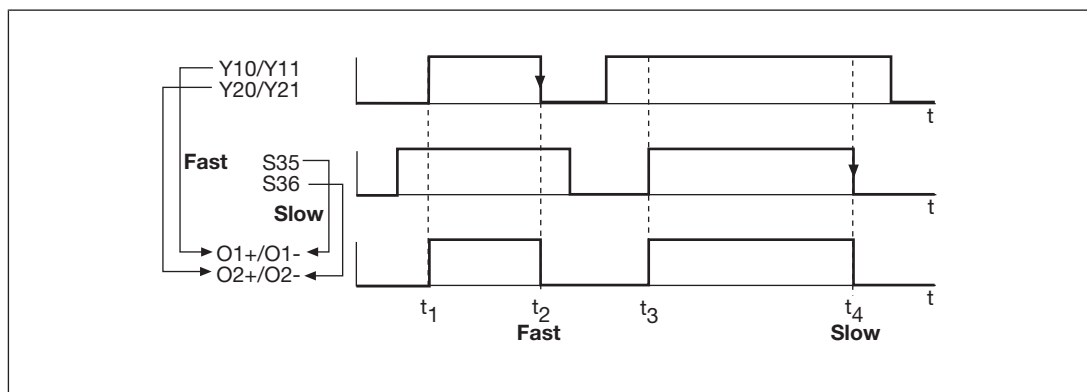 Y10/Y11
Y20/Y21
t
Fast
S35
S36
Slow
t
O1+/O1-
O2+/O2-
t
t1
t2
t3
t4
Fast
Slow